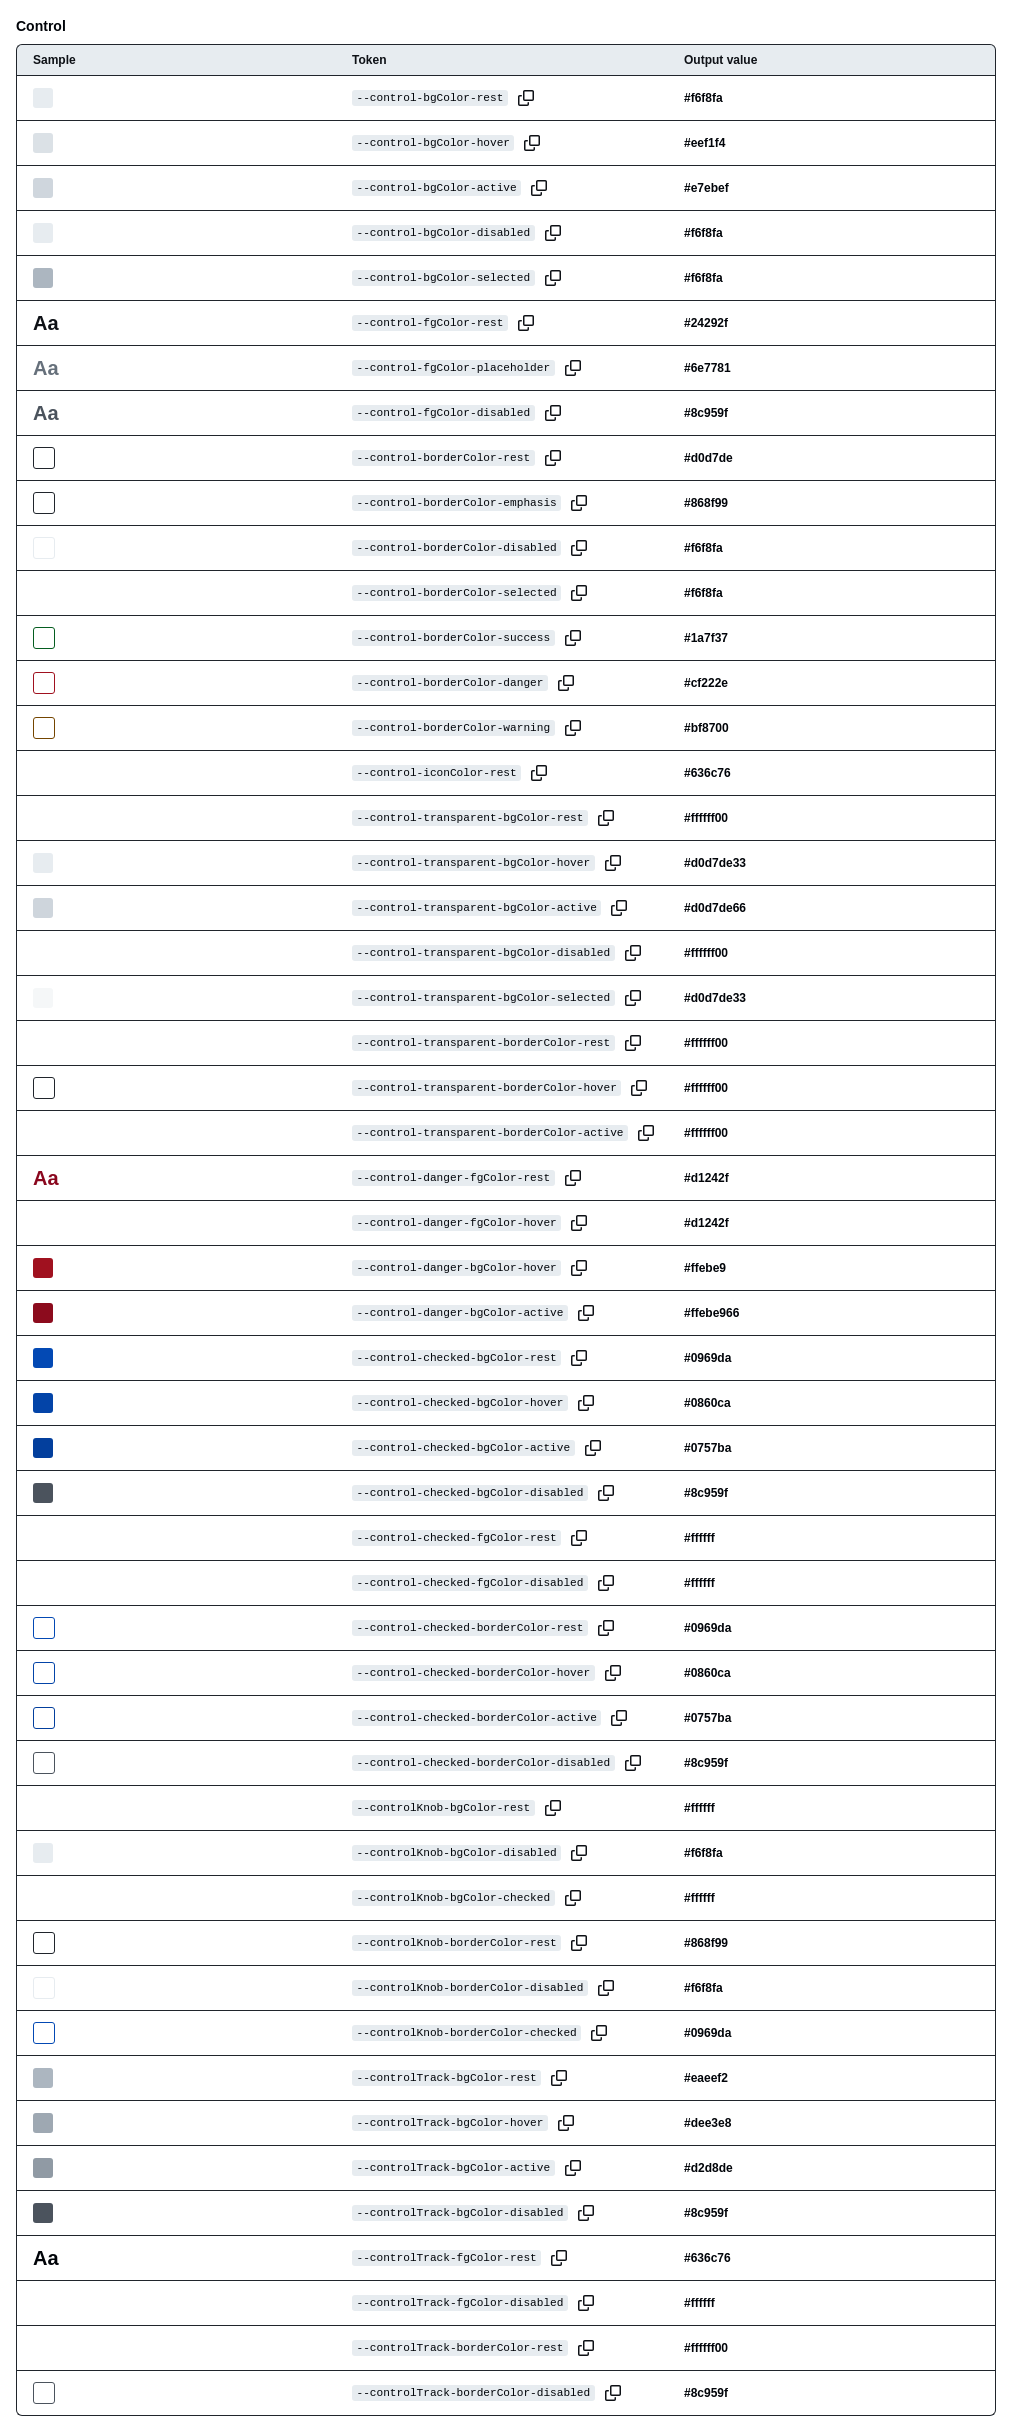 Control
Sample Token Output value
--control-bgColor-rest #f6f8fa
--control-bgColor-hover #eef1f4
--control-bgColor-active #e7ebef
--control-bgColor-disabled #f6f8fa
--control-bgColor-selected #f6f8fa
Aa --control-fgColor-rest #24292f
Aa --control-fgColor-placeholder #6e7781
Aa --control-fgColor-disabled #8c959f
--control-borderColor-rest #d0d7de
--control-borderColor-emphasis #868f99
--control-borderColor-disabled #f6f8fa
--control-borderColor-selected #f6f8fa
--control-borderColor-success #1a7f37
--control-borderColor-danger #cf222e
--control-borderColor-warning #bf8700
--control-iconColor-rest #636c76
--control-transparent-bgColor-rest #ffffff00
--control-transparent-bgColor-hover #d0d7de33
--control-transparent-bgColor-active #d0d7de66
--control-transparent-bgColor-disabled #ffffff00
--control-transparent-bgColor-selected #d0d7de33
--control-transparent-borderColor-rest #ffffff00
--control-transparent-borderColor-hover #ffffff00
--control-transparent-borderColor-active #ffffff00
Aa --control-danger-fgColor-rest #d1242f
--control-danger-fgColor-hover #d1242f
--control-danger-bgColor-hover #ffebe9
--control-danger-bgColor-active #ffebe966
--control-checked-bgColor-rest #0969da
--control-checked-bgColor-hover #0860ca
--control-checked-bgColor-active #0757ba
--control-checked-bgColor-disabled #8c959f
--control-checked-fgColor-rest #ffffff
--control-checked-fgColor-disabled #ffffff
--control-checked-borderColor-rest #0969da
--control-checked-borderColor-hover #0860ca
--control-checked-borderColor-active #0757ba
--control-checked-borderColor-disabled #8c959f
--controlKnob-bgColor-rest #ffffff
--controlKnob-bgColor-disabled #f6f8fa
--controlKnob-bgColor-checked #ffffff
--controlKnob-borderColor-rest #868f99
--controlKnob-borderColor-disabled #f6f8fa
--controlKnob-borderColor-checked #0969da
--controlTrack-bgColor-rest #eaeef2
--controlTrack-bgColor-hover #dee3e8
--controlTrack-bgColor-active #d2d8de
--controlTrack-bgColor-disabled #8c959f
Aa --controlTrack-fgColor-rest #636c76
--controlTrack-fgColor-disabled #ffffff
--controlTrack-borderColor-rest #ffffff00
--controlTrack-borderColor-disabled #8c959f